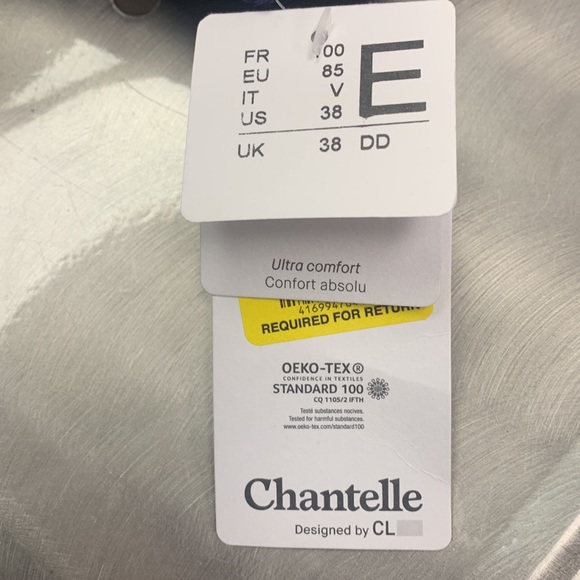 FR 00 E
EU 85
IT V
US 38
UK 38 DD
Ultra comfort
Confort absolu
REQUIRED FOR RETURN
OEKO-TEX®
CONFIDENCE IN TEXTILES
STANDARD 100
CQ 1105/2 IFTH
Testé substances nocives.
Tested for harmful substances.
www.oeko-tex.com/standard100
Chantelle
Designed by CL